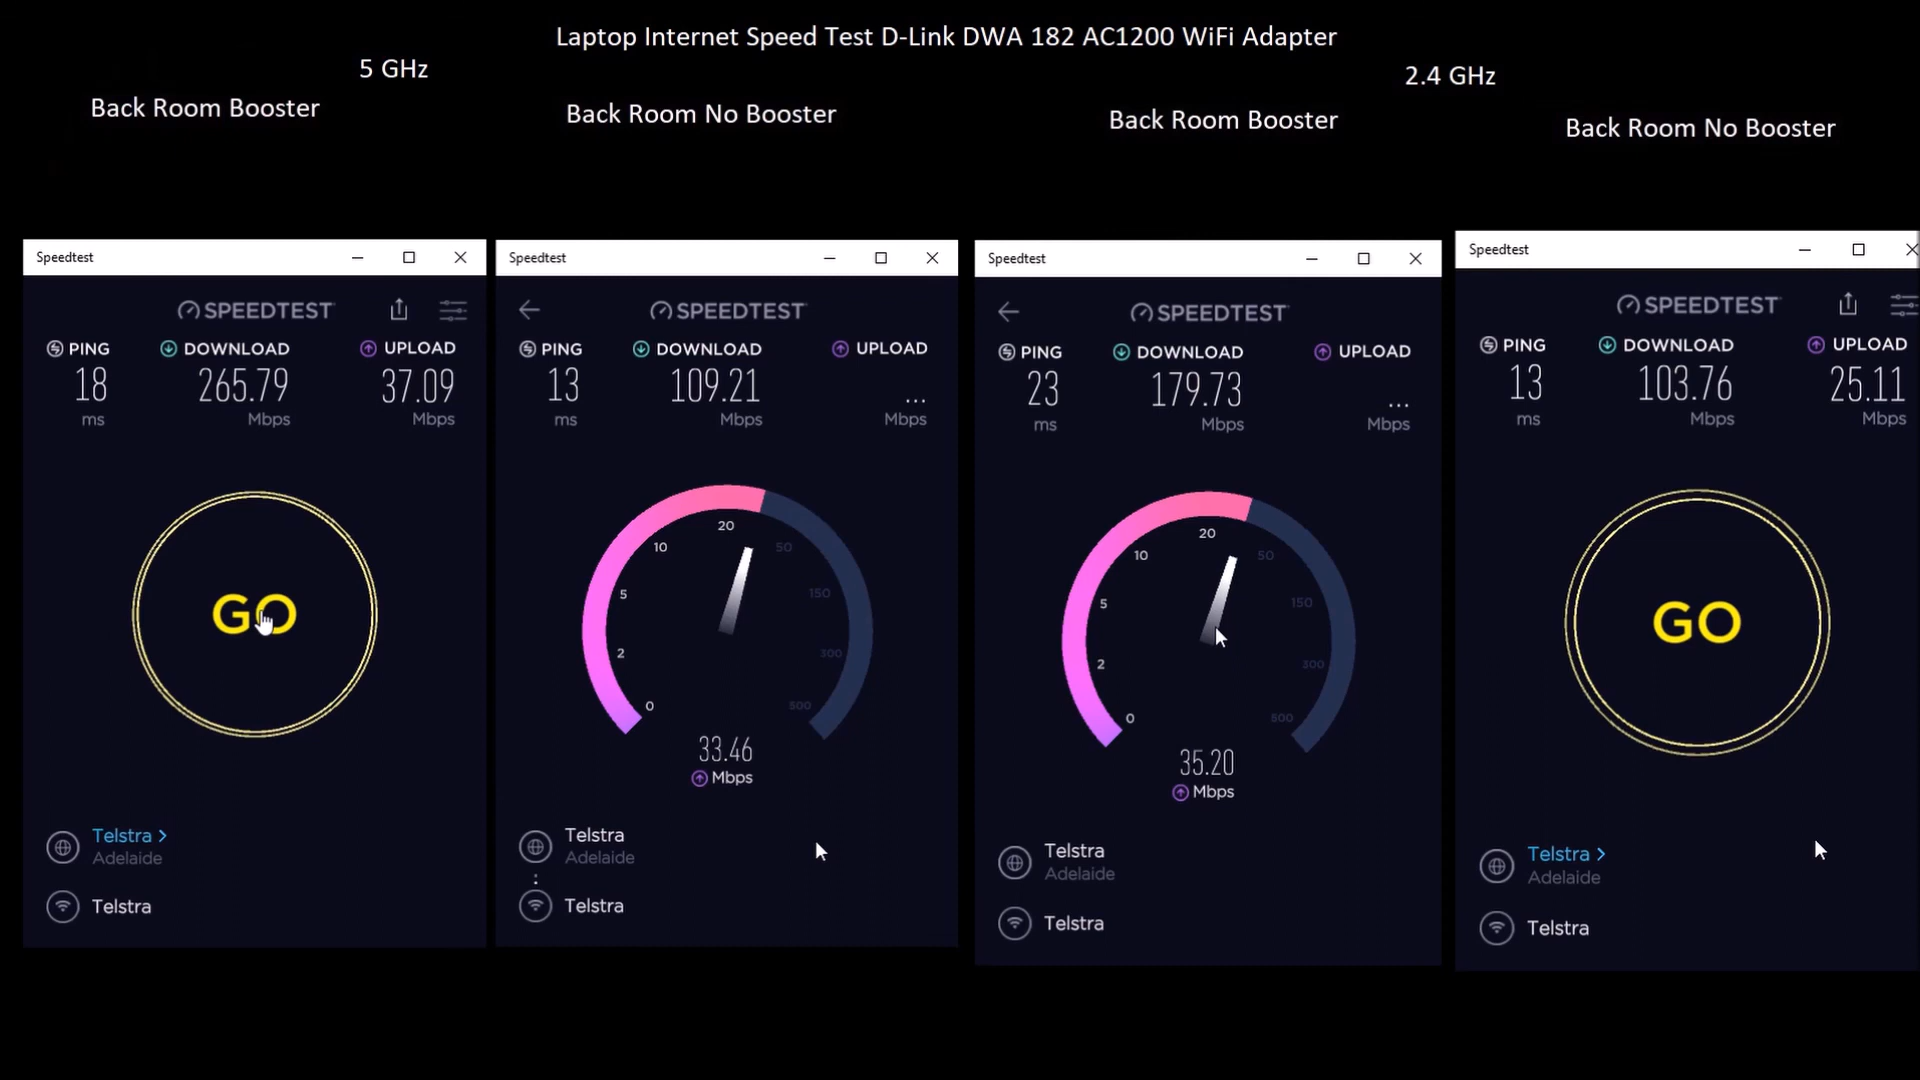 Laptop Internet Speed Test D-Link DWA 182 AC1200 WiFi Adapter
5 GHz
2.4 GHz
Back Room Booster
Back Room No Booster
Back Room Booster
Back Room No Booster
Speedtest
SPEEDTEST
PING DOWNLOAD UPLOAD
18 265.79 37.09
ms Mbps Mbps
GO
Telstra >
Adelaide
Telstra
Speedtest
SPEEDTEST
PING DOWNLOAD UPLOAD
13 109.21 ...
ms Mbps Mbps
0
2
5
10
20
50
150
300
500
33.46
Mbps
Telstra
Adelaide
Telstra
Speedtest
SPEEDTEST
PING DOWNLOAD UPLOAD
23 179.73 ...
ms Mbps Mbps
0
2
5
10
20
50
150
300
500
35.20
Mbps
Telstra
Adelaide
Telstra
Speedtest
SPEEDTEST
PING DOWNLOAD UPLOAD
13 103.76 25.11
ms Mbps Mbps
GO
Telstra >
Adelaide
Telstra